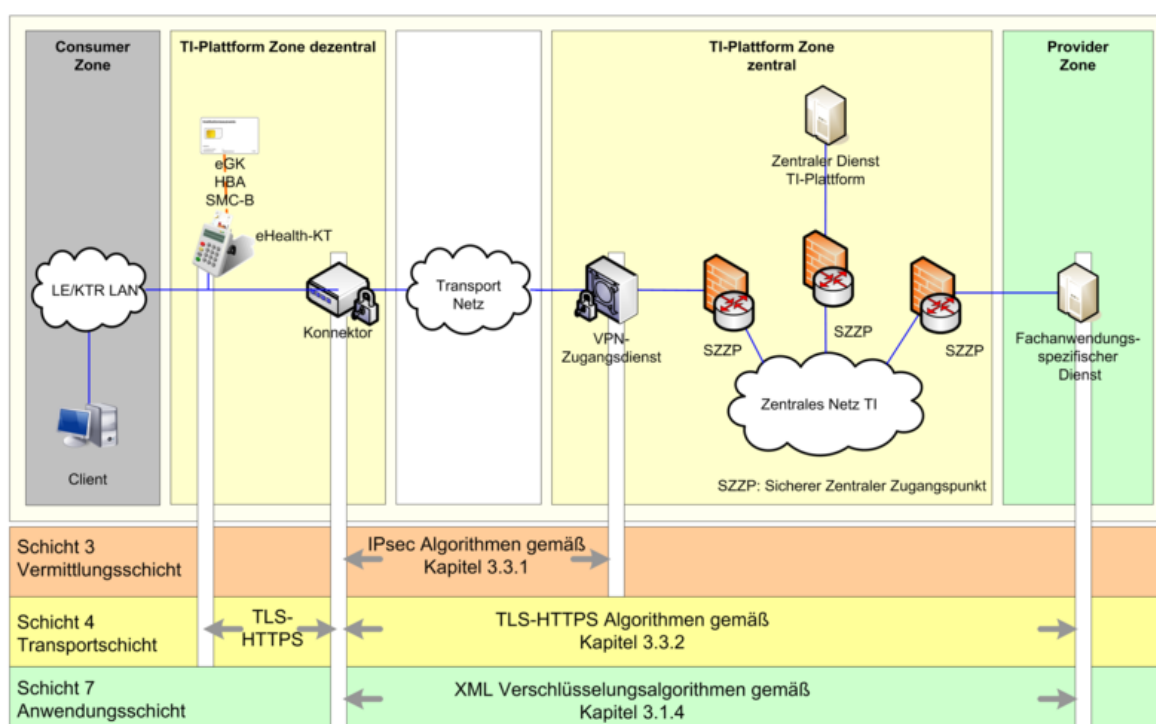 Consumer
Zone
TI-Plattform Zone dezentral
TI-Plattform Zone
zentral
Provider
Zone
eGK
HBA
SMC-B
eHealth-KT
LE/KTR LAN
Konnektor
Transport
Netz
VPN-
Zugangsdienst
Zentraler Dienst
TI-Plattform
SZZP
SZZP
SZZP
Fachanwendungs-
spezifischer
Dienst
Zentrales Netz TI
Client
SZZP: Sicherer Zentraler Zugangspunkt
Schicht 3
Vermittlungsschicht
IPsec Algorithmen gemäß
Kapitel 3.3.1
Schicht 4
Transportschicht
TLS-
HTTPS
TLS-HTTPS Algorithmen gemäß
Kapitel 3.3.2
Schicht 7
Anwendungsschicht
XML Verschlüsselungsalgorithmen gemäß
Kapitel 3.1.4